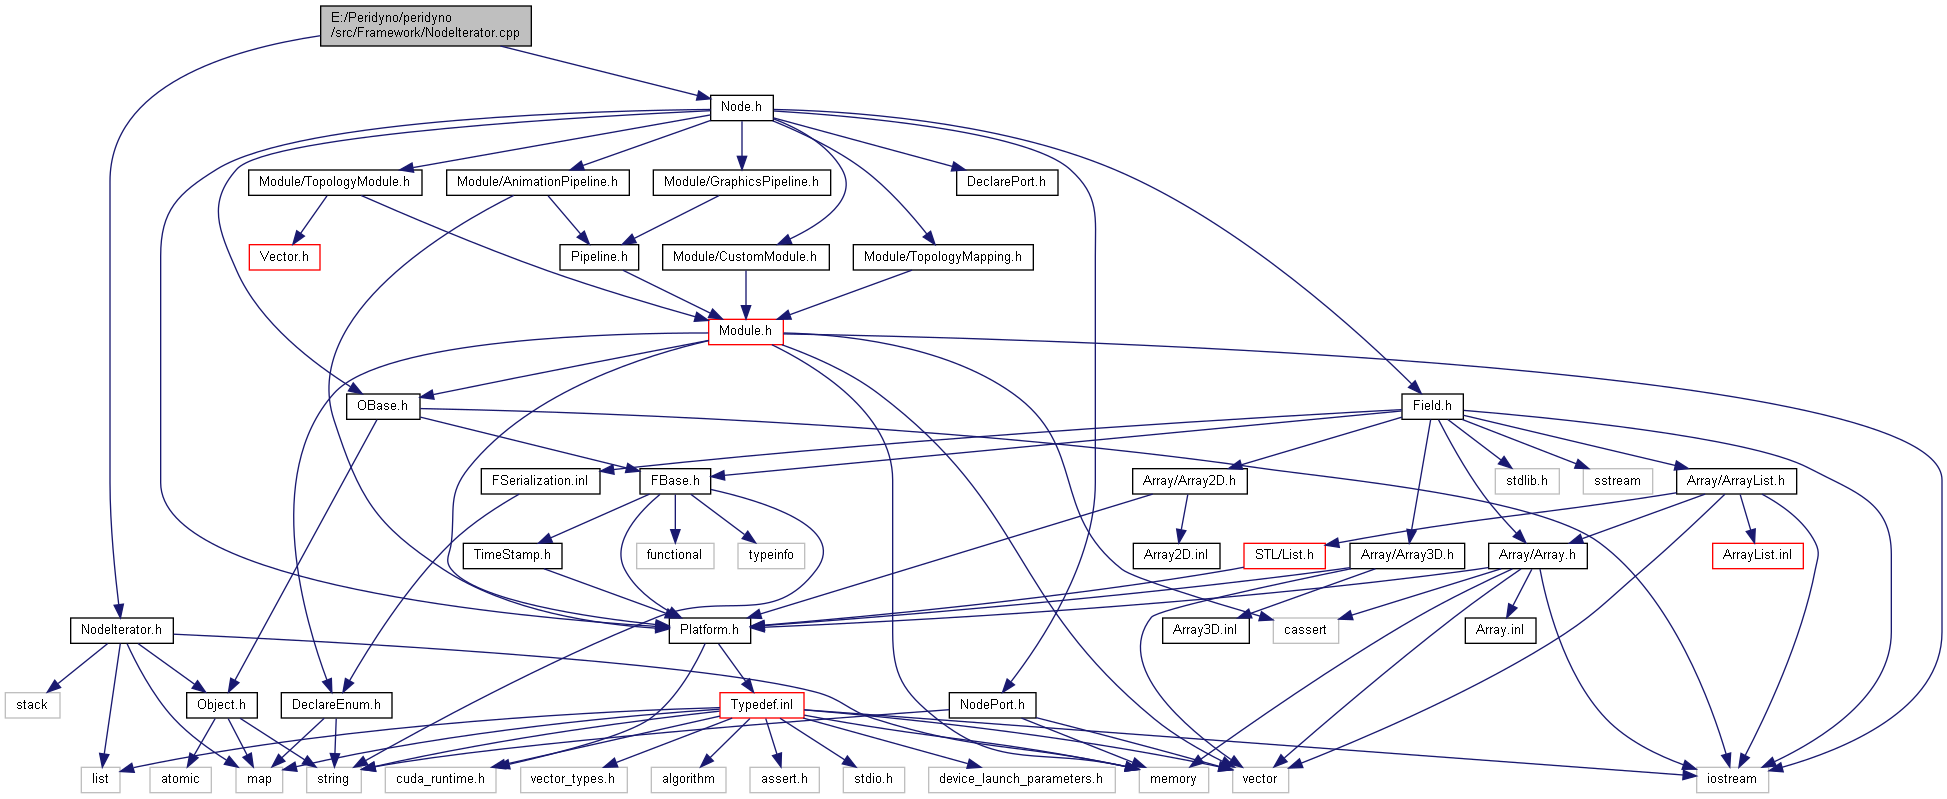 E:/Peridyno/peridyno
/src/Framework/NodeIterator.cpp
Node.h
Module/TopologyModule.h
Module/AnimationPipeline.h
Module/GraphicsPipeline.h
DeclarePort.h
Vector.h
Pipeline.h
Module/CustomModule.h
Module/TopologyMapping.h
Module.h
OBase.h
Field.h
FSerialization.inl
FBase.h
Array/Array2D.h
stdlib.h
sstream
Array/ArrayList.h
TimeStamp.h
functional
typeinfo
Array2D.inl
STL/List.h
Array/Array3D.h
Array/Array.h
ArrayList.inl
NodeIterator.h
Platform.h
Array3D.inl
cassert
Array.inl
stack
Object.h
DeclareEnum.h
Typedef.inl
NodePort.h
list
atomic
map
string
cuda_runtime.h
vector_types.h
algorithm
assert.h
stdio.h
device_launch_parameters.h
memory
vector
iostream